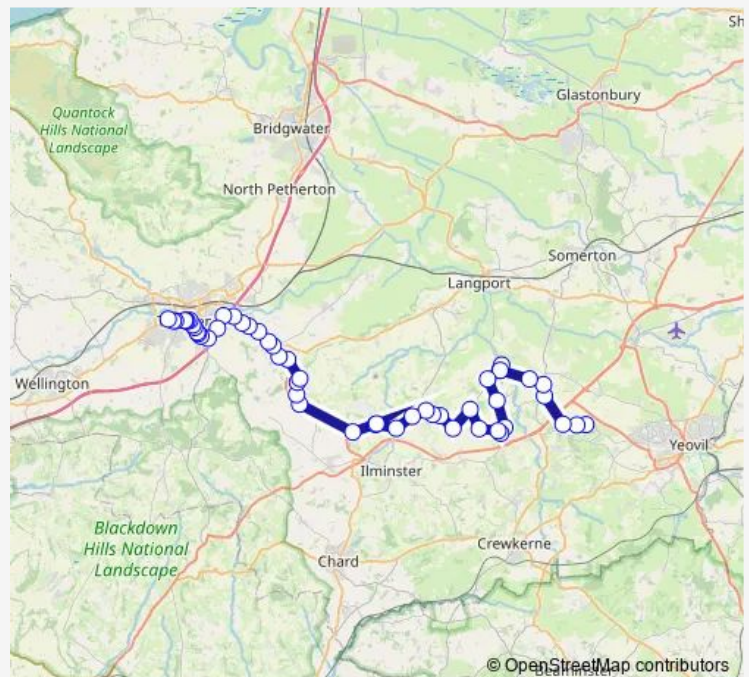 Sh
Glastonbury
Quantock
Hills National
Landscape
Bridgwater
North Petherton
Somerton
Langport
Wellington
Yeovil
Ilminster
Blackdown
Hills National
Landscape
Crewkerne
Chard
© OpenStreetMap contributors